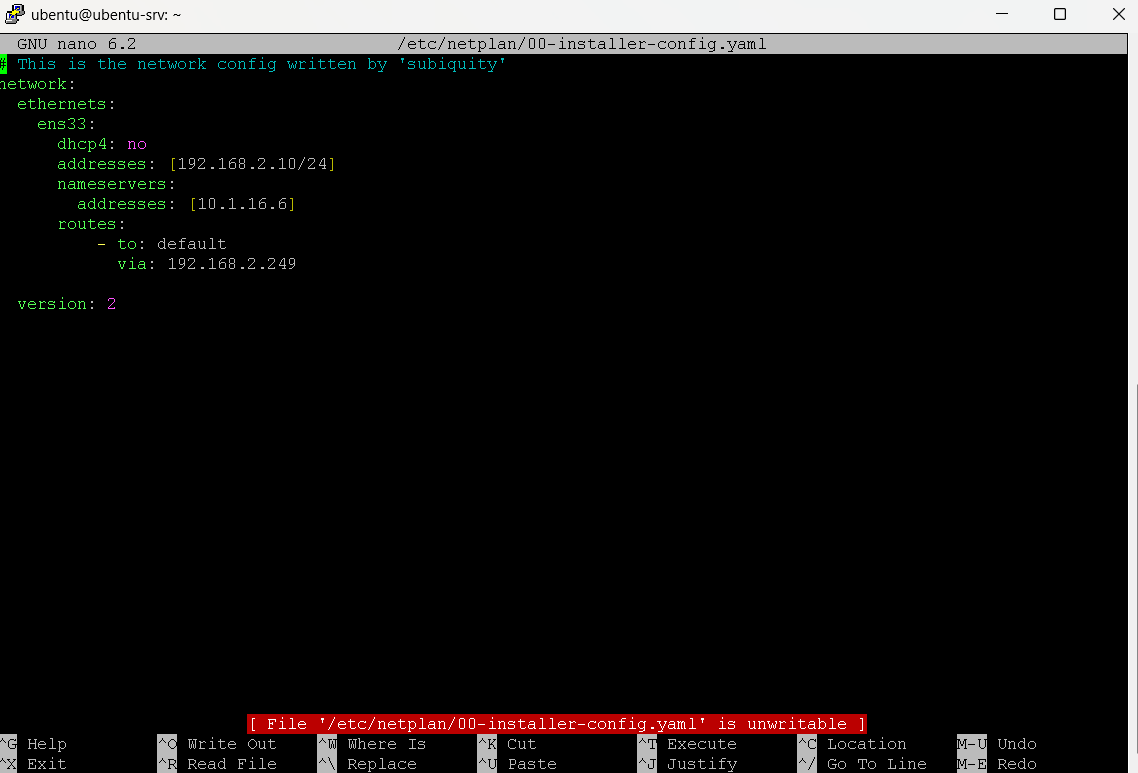 ubentu@ubentu-srv: ~
GNU nano 6.2 /etc/netplan/00-installer-config.yaml
# This is the network config written by 'subiquity'
network:
  ethernets:
    ens33:
      dhcp4: no
      addresses: [192.168.2.10/24]
      nameservers:
        addresses: [10.1.16.6]
      routes:
          - to: default
            via: 192.168.2.249
  version: 2
[ File '/etc/netplan/00-installer-config.yaml' is unwritable ]
^G Help ^O Write Out ^W Where Is ^K Cut ^T Execute ^C Location M-U Undo
^X Exit ^R Read File ^\ Replace ^U Paste ^J Justify ^/ Go To Line M-E Redo